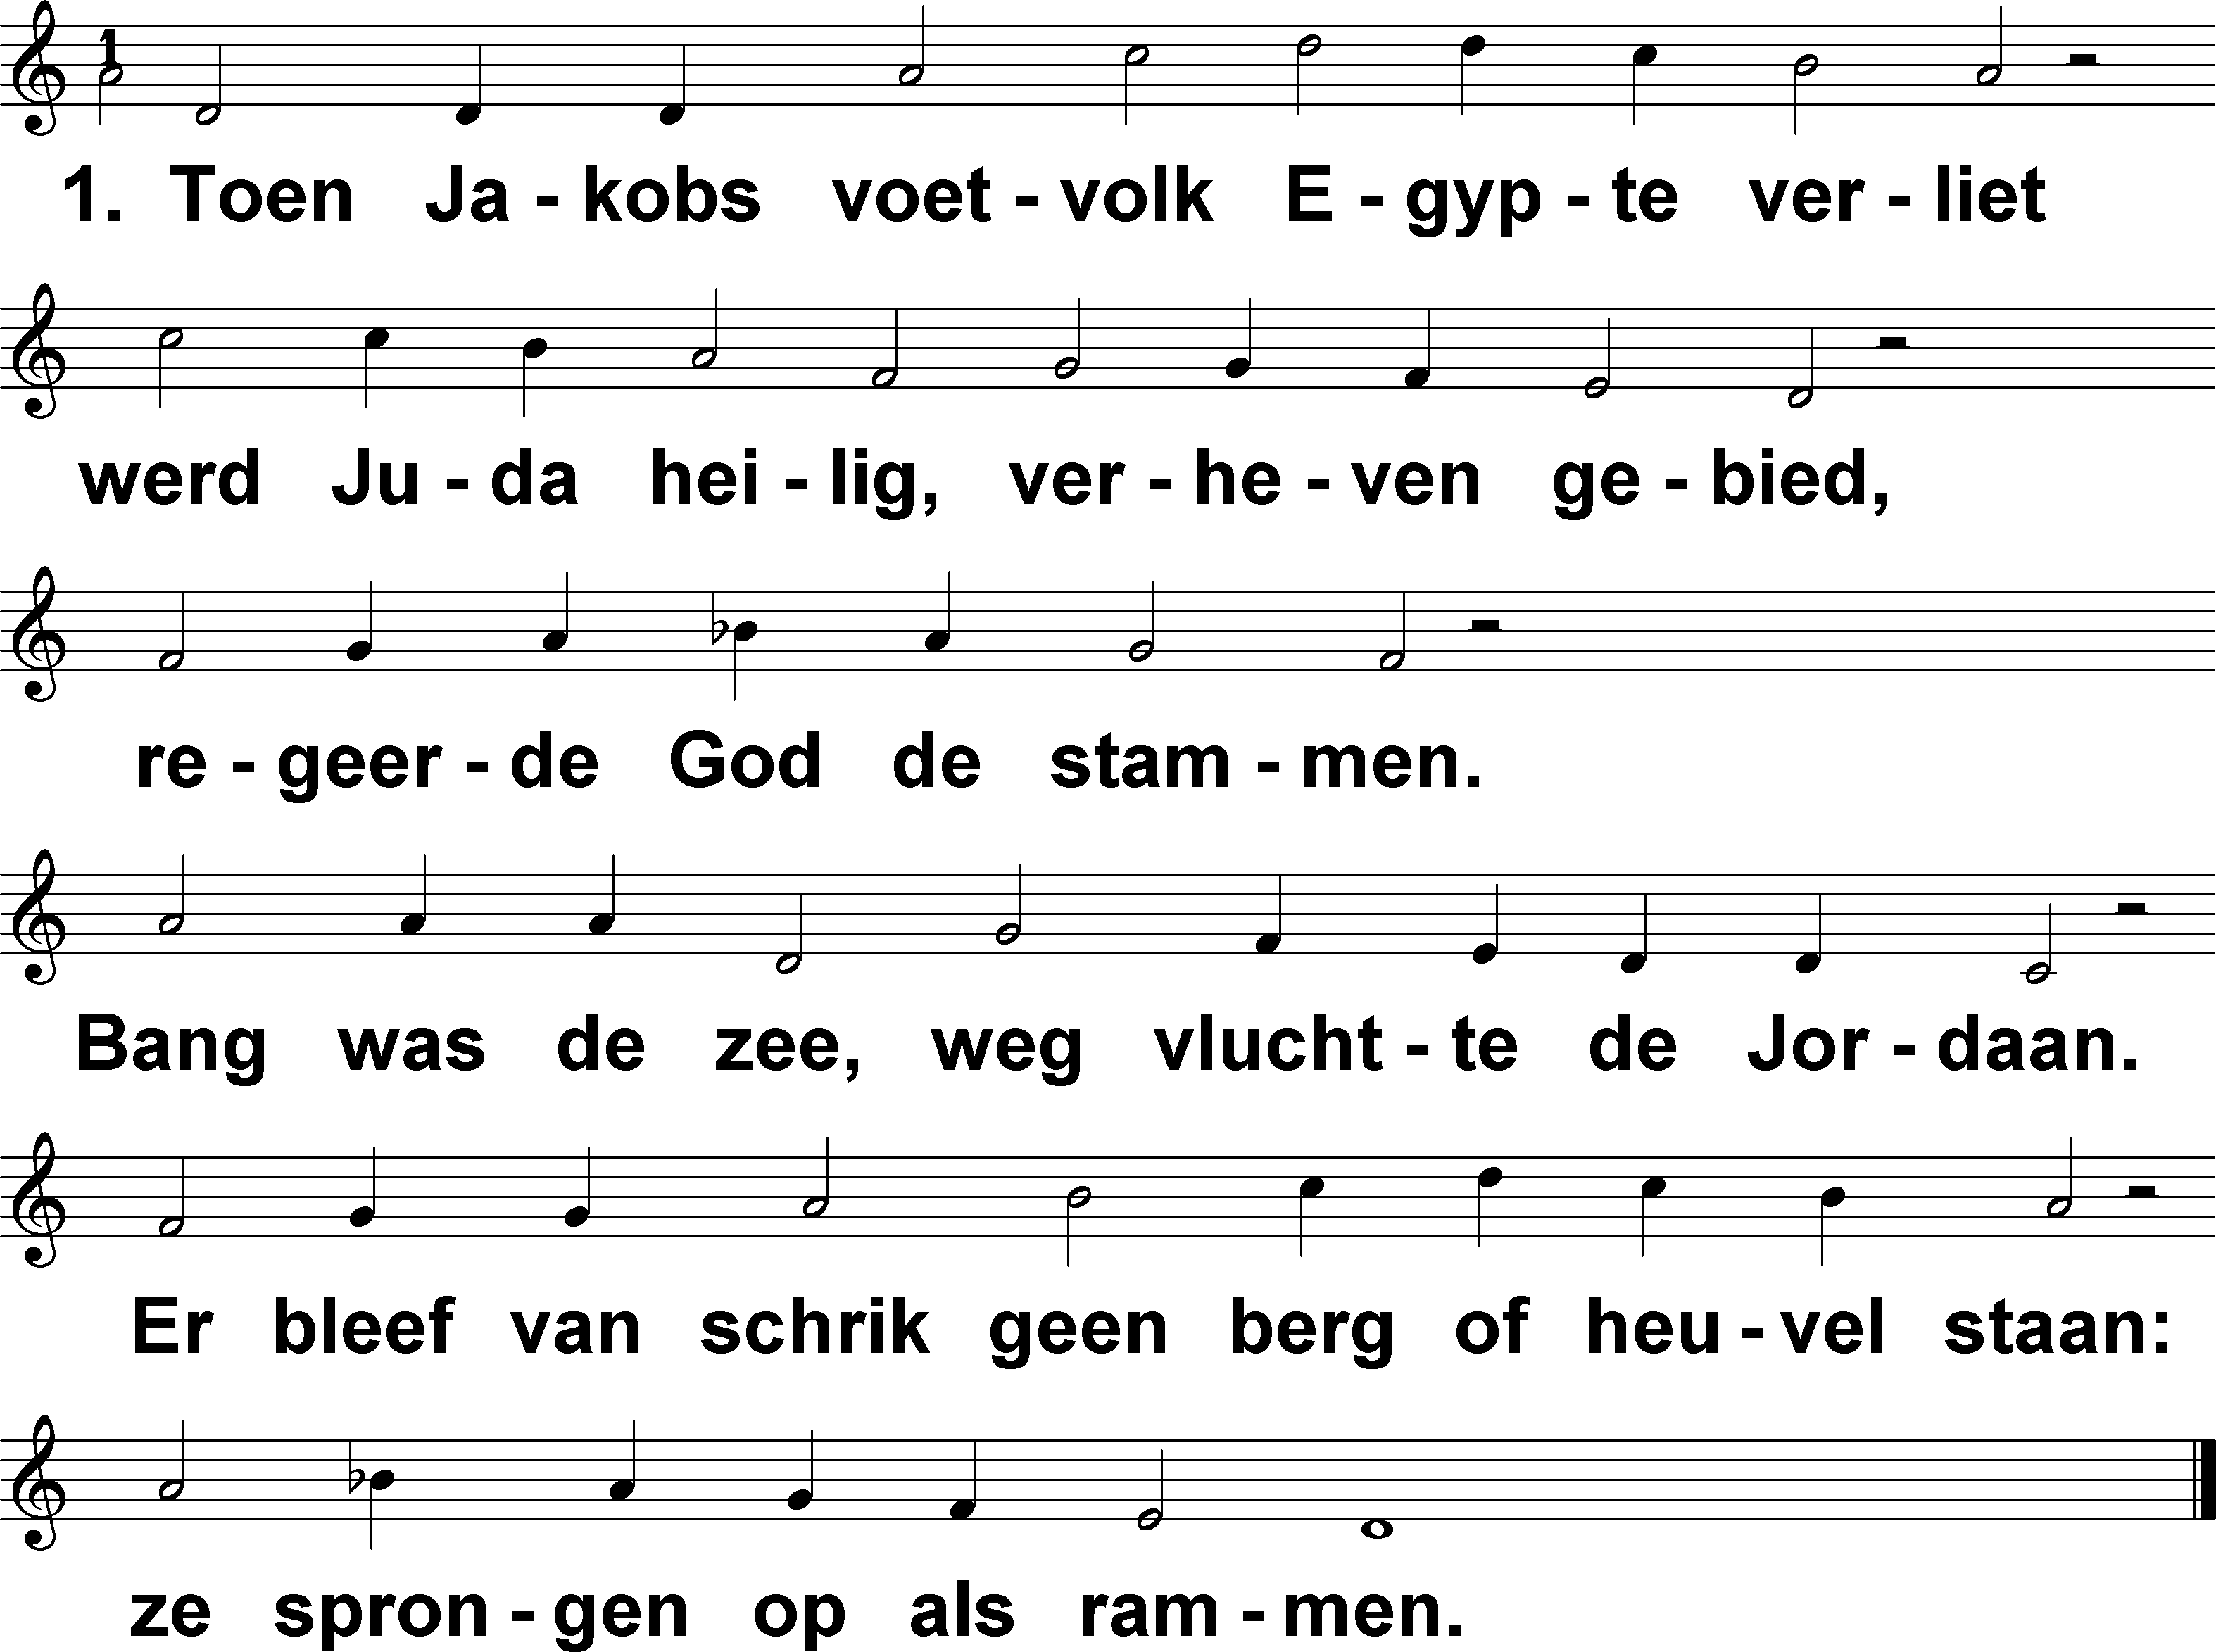 1
1. Toen Ja - kobs voet - volk E - gyp - te ver - liet
werd Ju - da hei - lig, ver - he - ven ge - bied,
re - geer - de God de stam - men.
Bang was de zee, weg vlucht - te de Jor - daan.
Er bleef van schrik geen berg of heu - vel staan:
ze spron - gen op als ram - men.